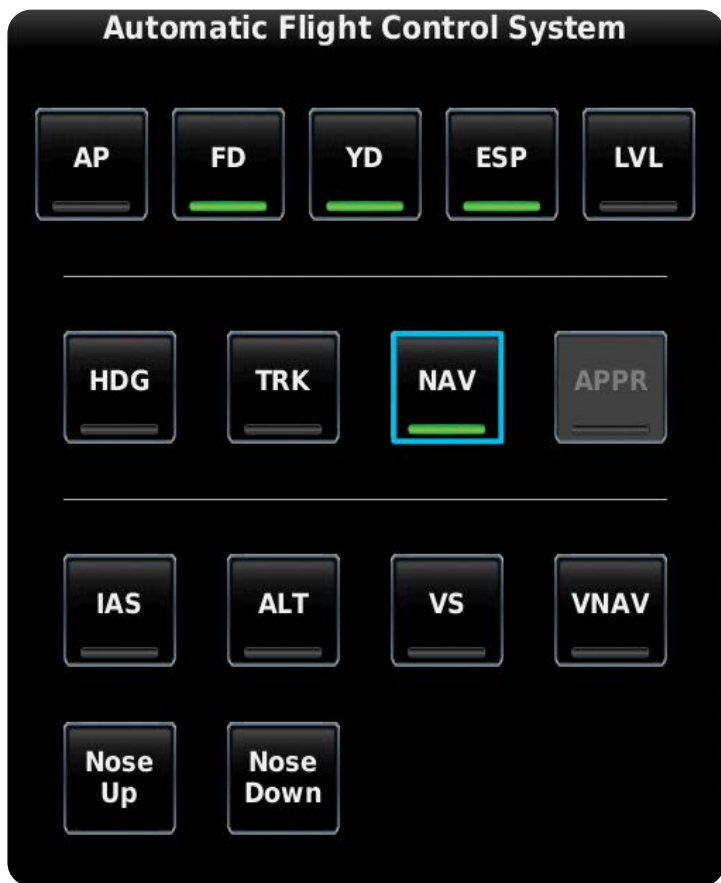 Automatic Flight Control System
AP FD YD ESP LVL
HDG TRK NAV APPR
IAS ALT VS VNAV
Nose Up
Nose Down